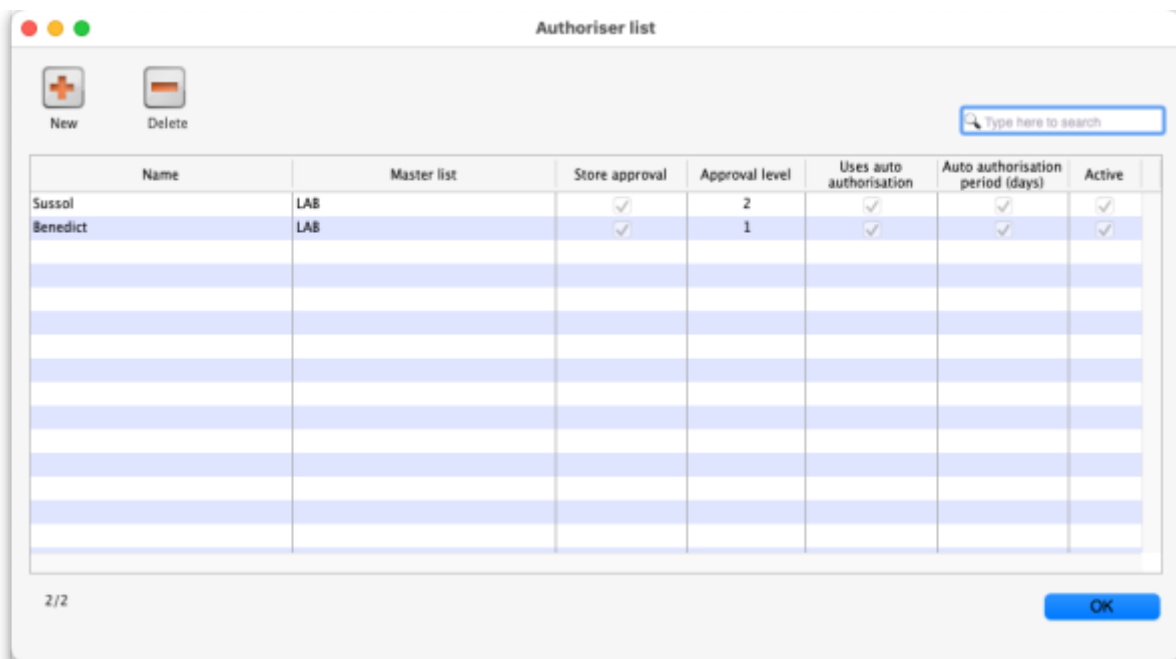 Authoriser list
New Delete
Type here to search
Name Master list Store approval Approval level Uses auto authorisation Auto authorisation period (days) Active
Sussol LAB 2
Benedict LAB 1
2/2
OK